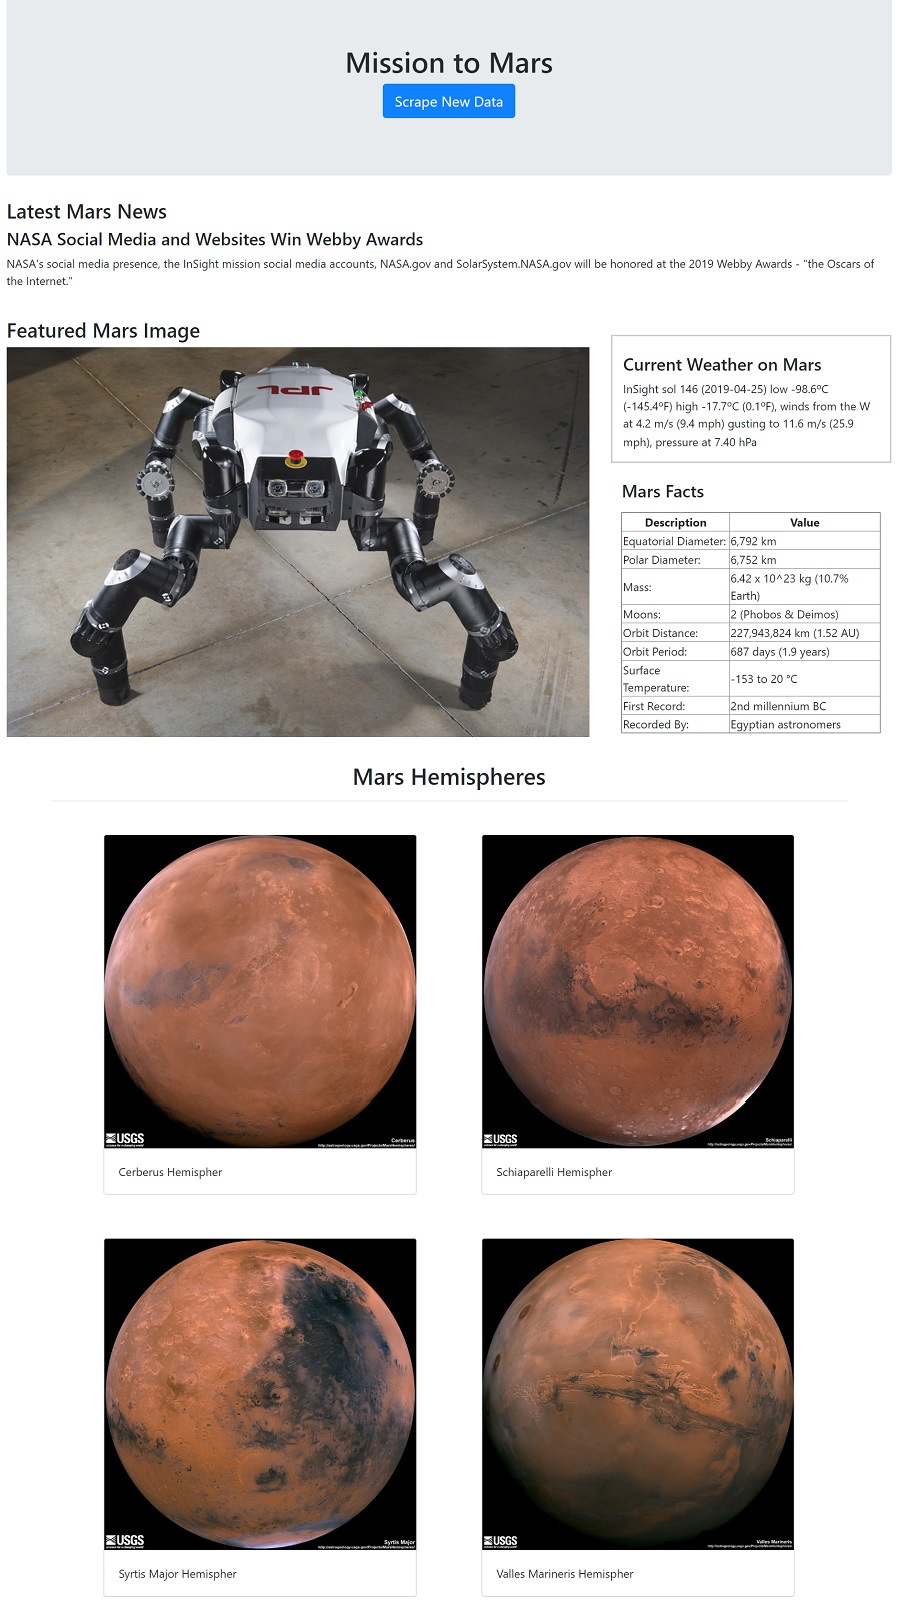 Mission to Mars
Scrape New Data
Latest Mars News
NASA Social Media and Websites Win Webby Awards
NASA's social media presence, the InSight mission social media accounts, NASA.gov and SolarSystem.NASA.gov will be honored at the 2019 Webby Awards - "the Oscars of
the Internet."
Featured Mars Image
JPL
Current Weather on Mars
InSight sol 146 (2019-04-25) low -98.6ºC
(-145.4ºF) high -17.7ºC (0.1ºF), winds from the W
at 4.2 m/s (9.4 mph) gusting to 11.6 m/s (25.9
mph), pressure at 7.40 hPa
Mars Facts
Description Value
Equatorial Diameter: 6,792 km
Polar Diameter: 6,752 km
Mass: 6.42 x 10^23 kg (10.7%
Earth)
Moons: 2 (Phobos & Deimos)
Orbit Distance: 227,943,824 km (1.52 AU)
Orbit Period: 687 days (1.9 years)
Surface
Temperature: -153 to 20 °C
First Record: 2nd millennium BC
Recorded By: Egyptian astronomers
Mars Hemispheres
USGS
Cerberus
Cerberus Hemispher
USGS
Schiaparelli
Schiaparelli Hemispher
USGS
Syrtis Major
Syrtis Major Hemispher
USGS
Valles Marineris
Valles Marineris Hemispher